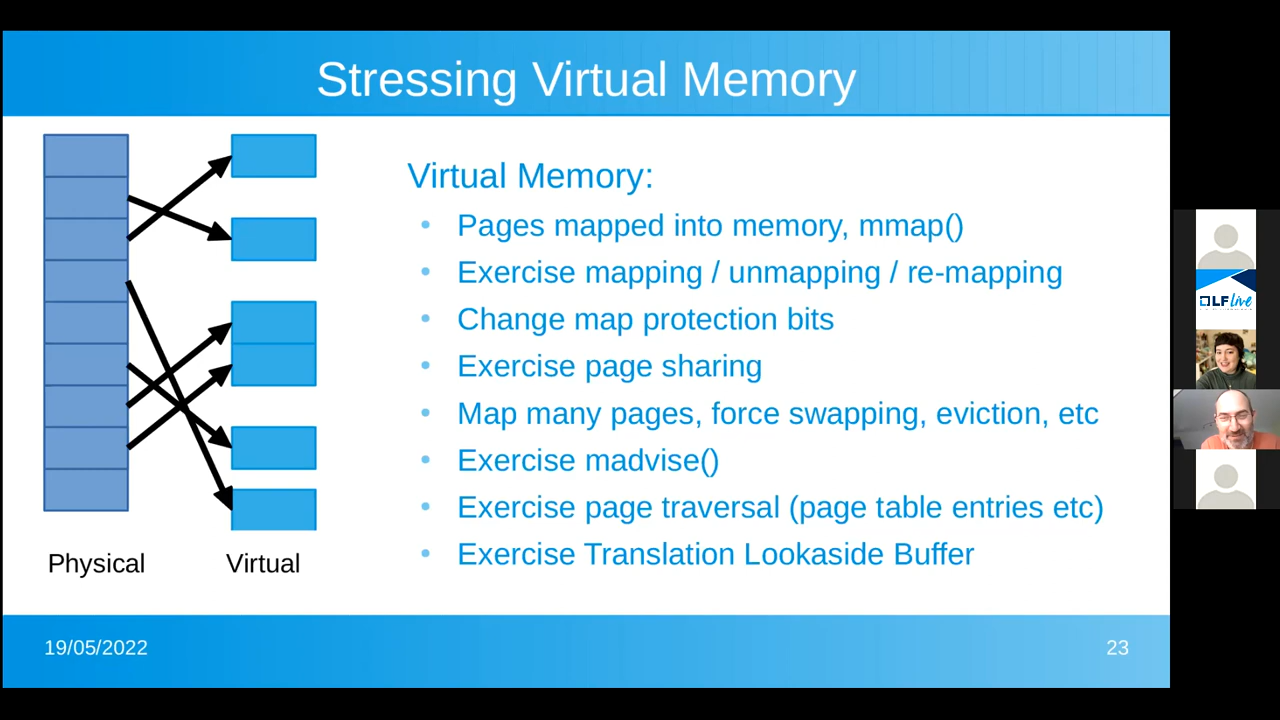 Stressing Virtual Memory
Virtual Memory:
• Pages mapped into memory, mmap()
• Exercise mapping / unmapping / re-mapping
• Change map protection bits
• Exercise page sharing
• Map many pages, force swapping, eviction, etc
• Exercise madvise()
• Exercise page traversal (page table entries etc)
• Exercise Translation Lookaside Buffer
Physical
Virtual
19/05/2022
23
LF Live